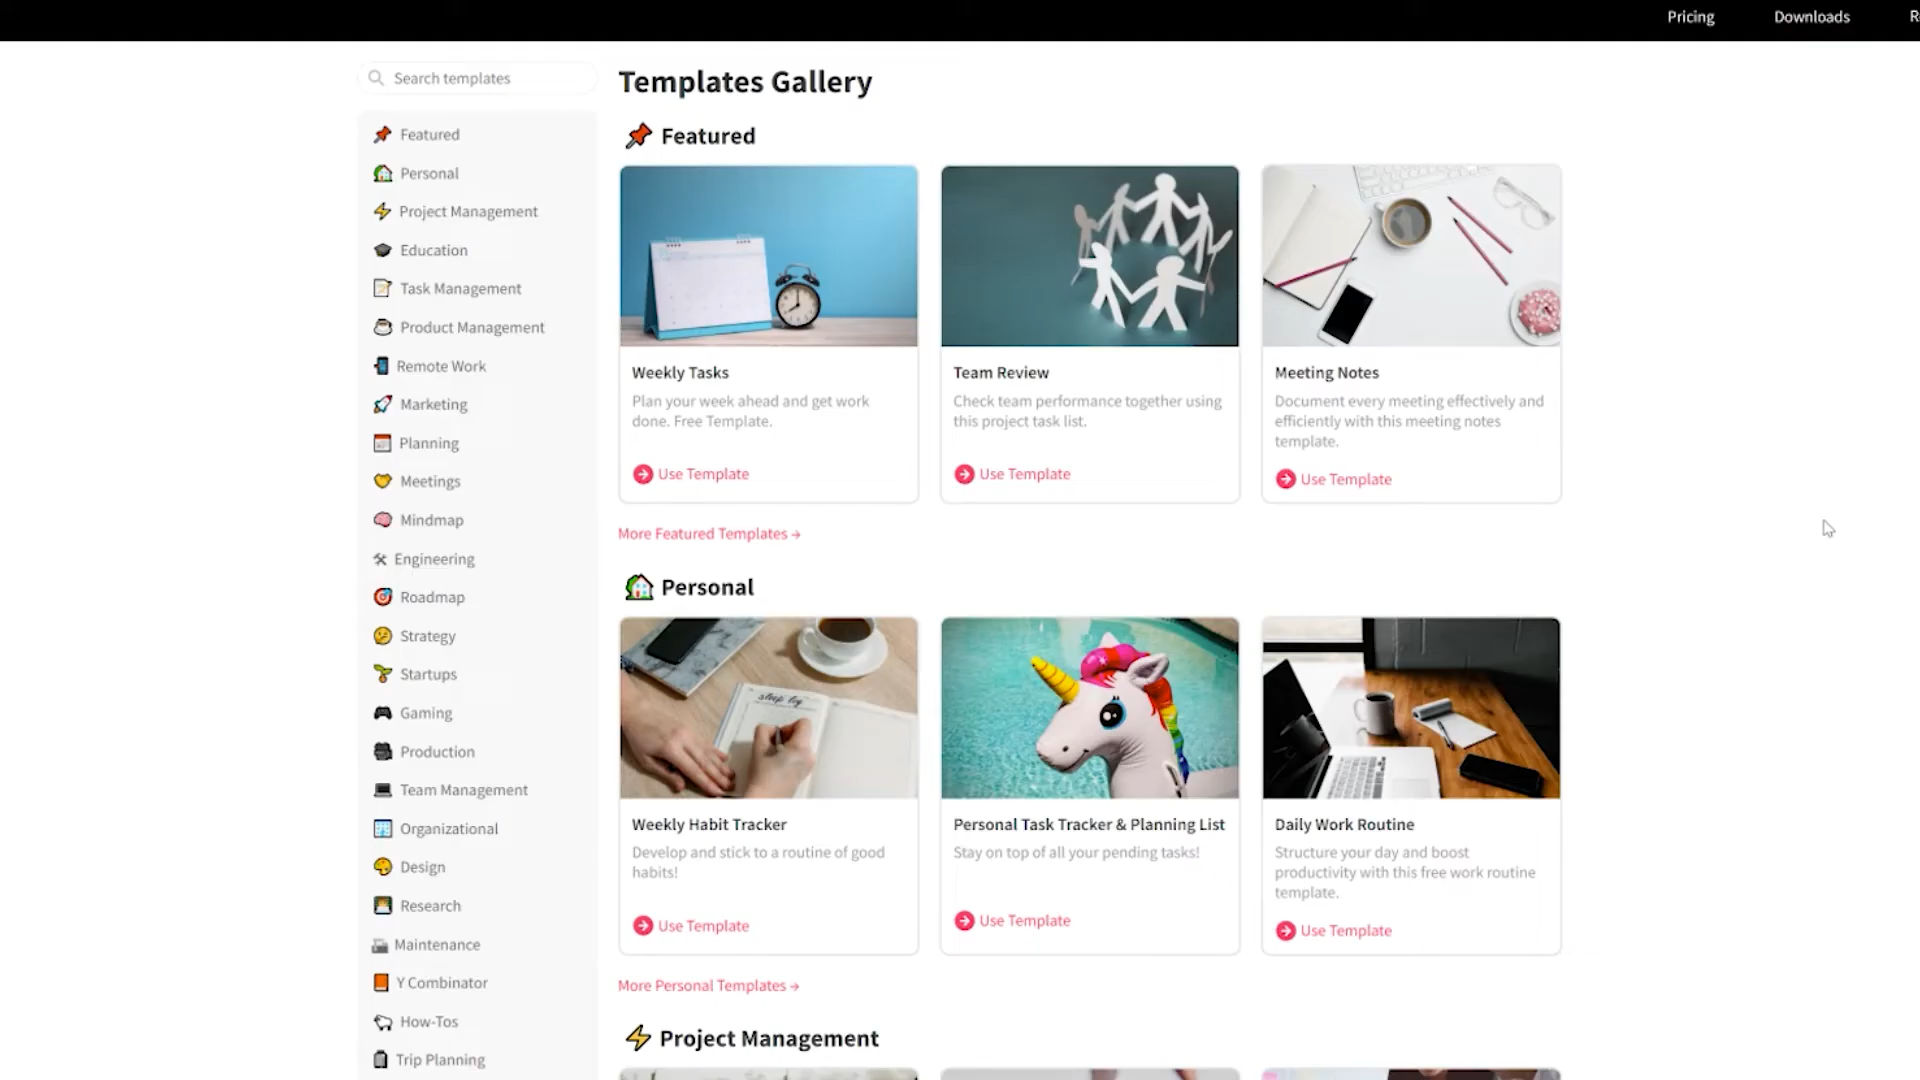 Pricing
Downloads
Search templates
Featured
Personal
Project Management
Education
Task Management
Product Management
Remote Work
Marketing
Planning
Meetings
Mindmap
Engineering
Roadmap
Strategy
Startups
Gaming
Production
Team Management
Organizational
Design
Research
Maintenance
Y Combinator
How-Tos
Trip Planning
Templates Gallery
Featured
Weekly Tasks
Plan your week ahead and get work
done. Free Template.
Use Template
Team Review
Check team performance together using
this project task list.
Use Template
Meeting Notes
Document every meeting effectively and
efficiently with this meeting notes
template.
Use Template
More Featured Templates →
Personal
sleep log
Weekly Habit Tracker
Develop and stick to a routine of good
habits!
Use Template
Personal Task Tracker & Planning List
Stay on top of all your pending tasks!
Use Template
Daily Work Routine
Structure your day and boost
productivity with this free work routine
template.
Use Template
More Personal Templates →
Project Management